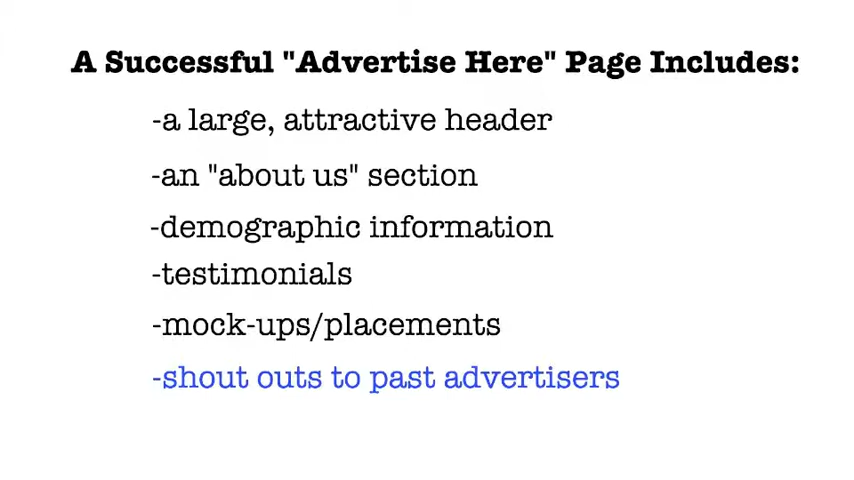 A Successful "Advertise Here" Page Includes:
-a large, attractive header
-an "about us" section
-demographic information
-testimonials
-mock-ups/placements
-shout outs to past advertisers